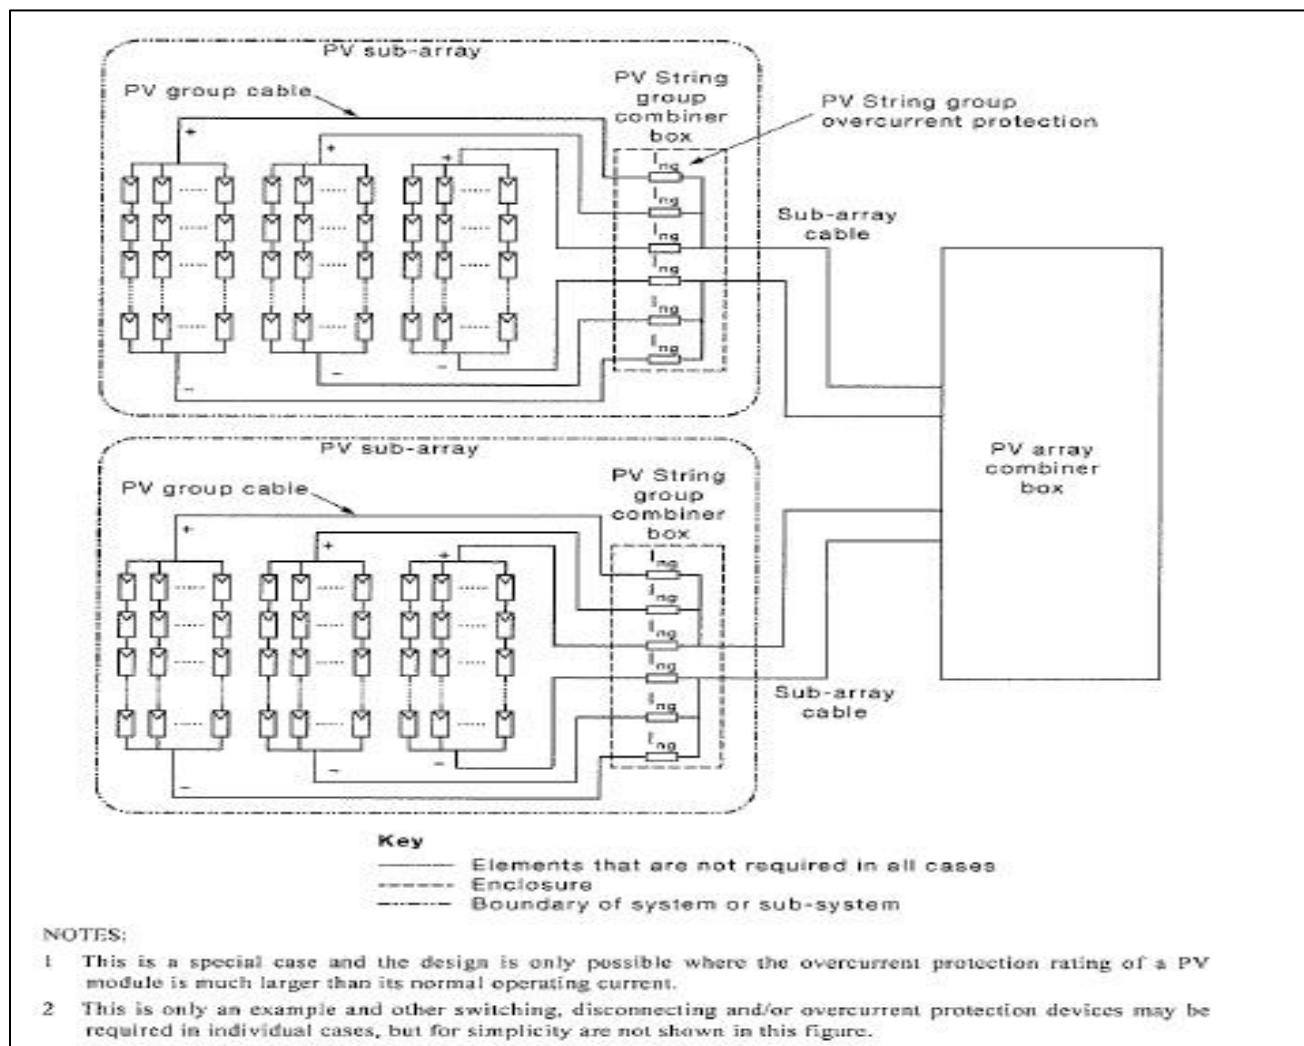 PV sub-array
PV group cable
PV String
group
combiner
box
PV String group
overcurrent protection
+
+
+
Ing
Ing
Ing
Ing
Ing
Ing
-
-
-
Sub-array
cable
PV array
combiner
box
PV sub-array
PV group cable
PV String
group
combiner
box
+
+
+
Ing
Ing
Ing
Ing
Ing
Ing
-
-
-
Sub-array
cable
Key
Elements that are not required in all cases
Enclosure
Boundary of system or sub-system
NOTES:
1 This is a special case and the design is only possible where the overcurrent protection rating of a PV
module is much larger than its normal operating current.
2 This is only an example and other switching, disconnecting and/or overcurrent protection devices may be
required in individual cases, but for simplicity are not shown in this figure.